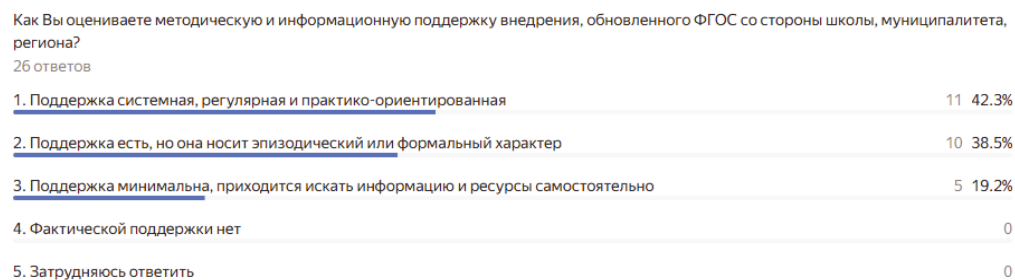 Как Вы оцениваете методическую и информационную поддержку внедрения, обновленного ФГОС со стороны школы, муниципалитета,
региона?
26 ответов
1. Поддержка системная, регулярная и практико-ориентированная 11 42.3%
2. Поддержка есть, но она носит эпизодический или формальный характер 10 38.5%
3. Поддержка минимальна, приходится искать информацию и ресурсы самостоятельно 5 19.2%
4. Фактической поддержки нет 0
5. Затрудняюсь ответить 0